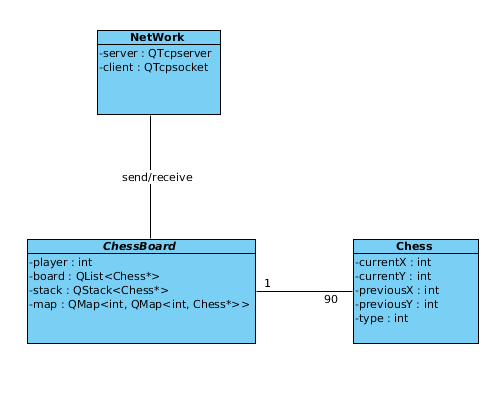 NetWork
-server : QTcpserver
-client : QTcpsocket
send/receive
ChessBoard
-player : int
-board : QList<Chess*>
-stack : QStack<Chess*>
-map : QMap<int, QMap<int, Chess*>>
1
90
Chess
-currentX : int
-currentY : int
-previousX : int
-previousY : int
-type : int